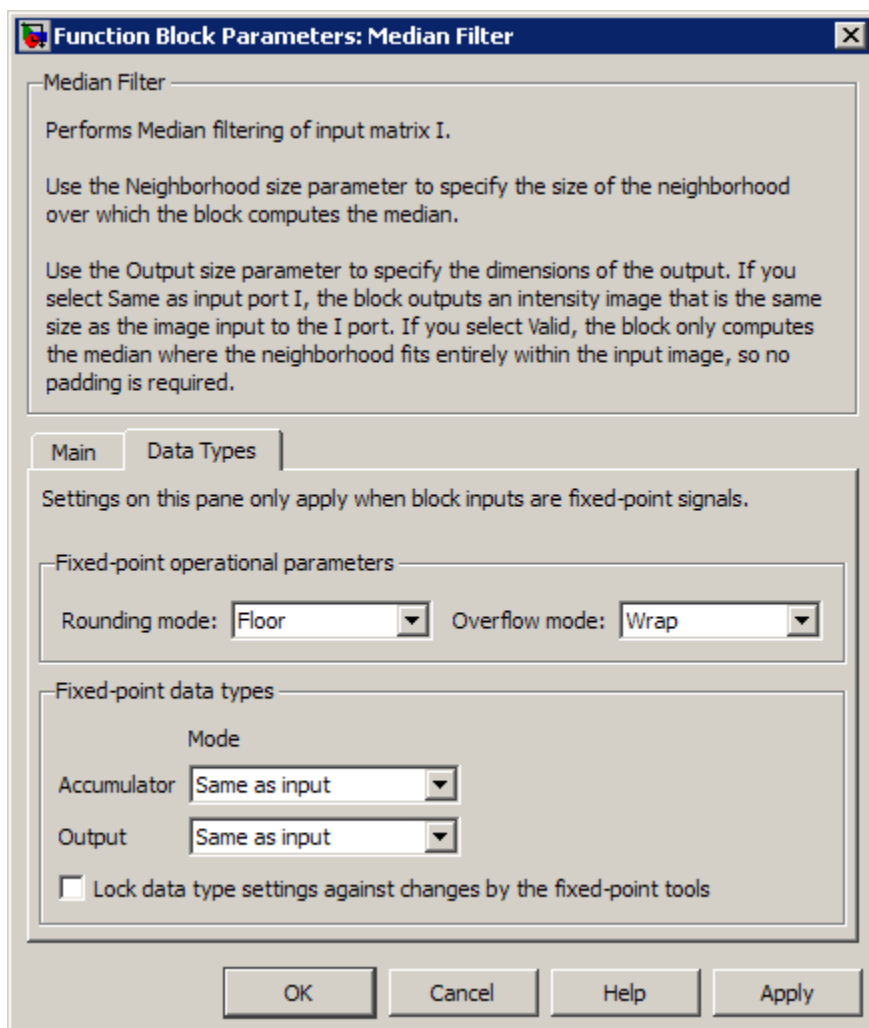 Function Block Parameters: Median Filter
Median Filter
Performs Median filtering of input matrix I.
Use the Neighborhood size parameter to specify the size of the neighborhood
over which the block computes the median.
Use the Output size parameter to specify the dimensions of the output. If you
select Same as input port I, the block outputs an intensity image that is the same
size as the image input to the I port. If you select Valid, the block only computes
the median where the neighborhood fits entirely within the input image, so no
padding is required.
Main Data Types
Settings on this pane only apply when block inputs are fixed-point signals.
Fixed-point operational parameters
Rounding mode: Floor Overflow mode: Wrap
Fixed-point data types
Mode
Accumulator Same as input
Output Same as input
Lock data type settings against changes by the fixed-point tools
OK Cancel Help Apply